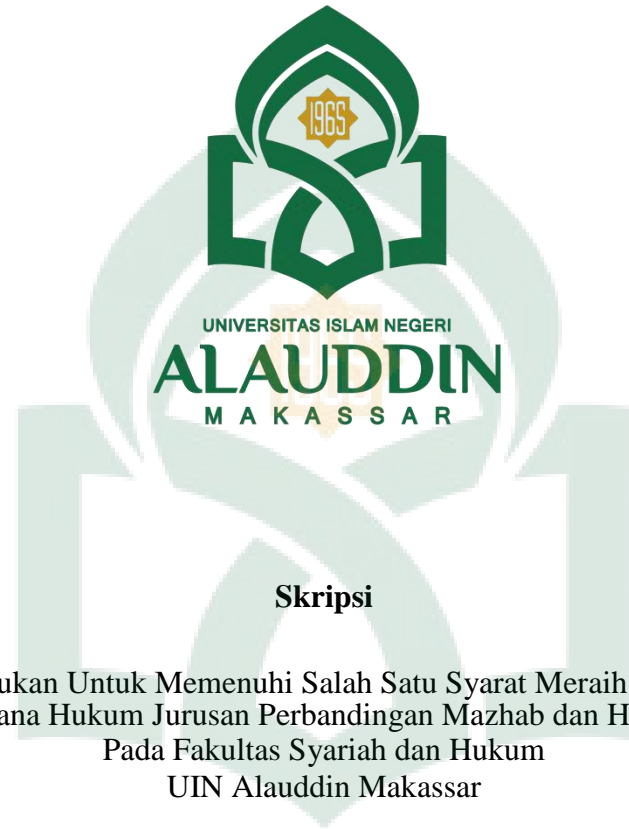 1965
UNIVERSITAS ISLAM NEGERI
ALAUDDIN
MAKASSAR
Skripsi
Untuk Memenuhi Salah Satu Syarat Meraih
Hukum Jurusan Perbandingan Mazhab dan
Pada Fakultas Syariah dan Hukum
UIN Alauddin Makassar